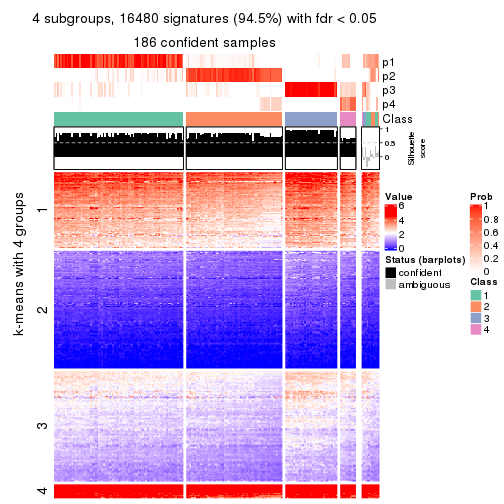 4 subgroups, 16480 signatures (94.5%) with fdr < 0.05
186 confident samples
p1
p2
p3
p4
Class
1
0.5
0
Silhouette
score
k-means with 4 groups
1
2
3
4
Value
6
4
2
0
Status (barplots)
confident
ambiguous
Prob
1
0.8
0.6
0.4
0.2
0
Class
1
2
3
4